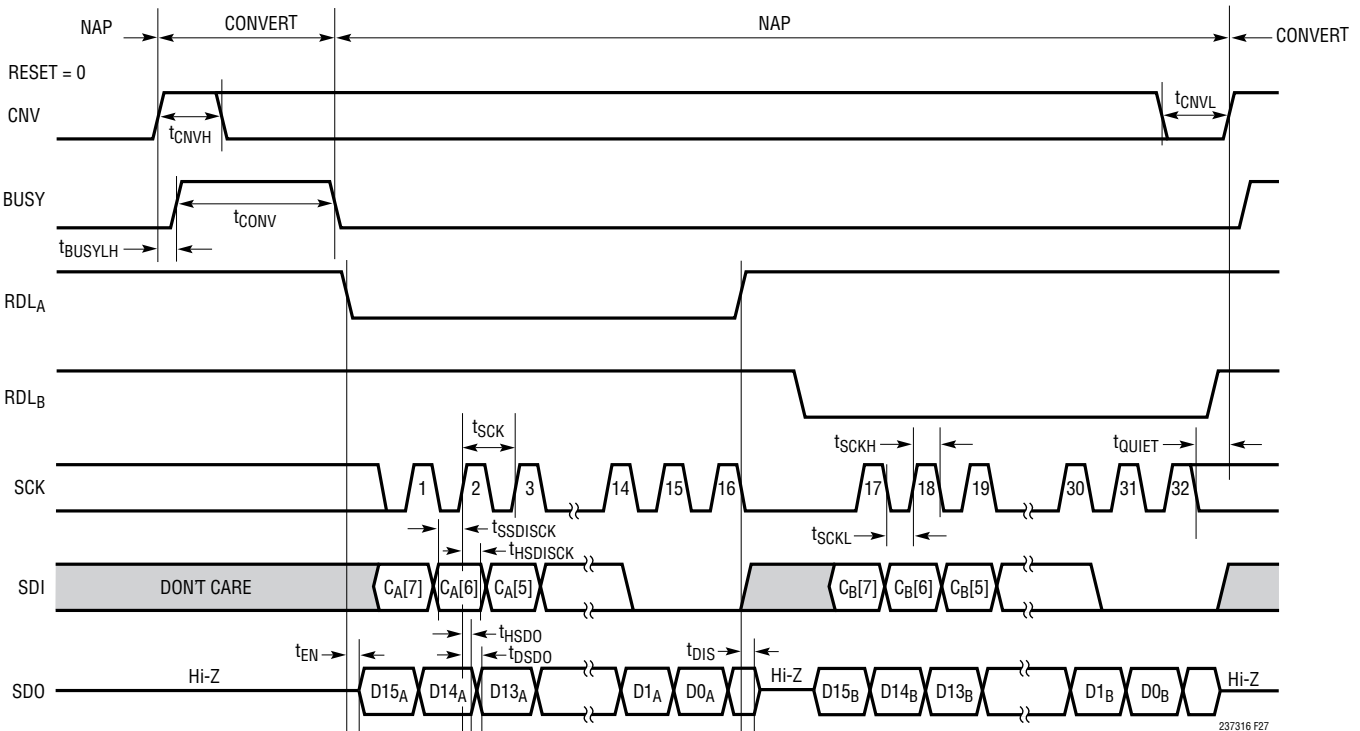 NAP CONVERT NAP CONVERT
RESET = 0
CNV tCNVH tCNVL
BUSY tCONV
tBUSYLH
RDLA
RDLB
tSCK tSCKH tQUIET
SCK 1 2 3 14 15 16 17 18 19 30 31 32
tSSDISCK tSCKL
tHSDISCK
SDI DON'T CARE CA[7] CA[6] CA[5] CB[7] CB[6] CB[5]
tHSDO
tEN tDSDO tDIS
SDO Hi-Z D15A D14A D13A D1A D0A Hi-Z D15B D14B D13B D1B D0B Hi-Z
237316 F27